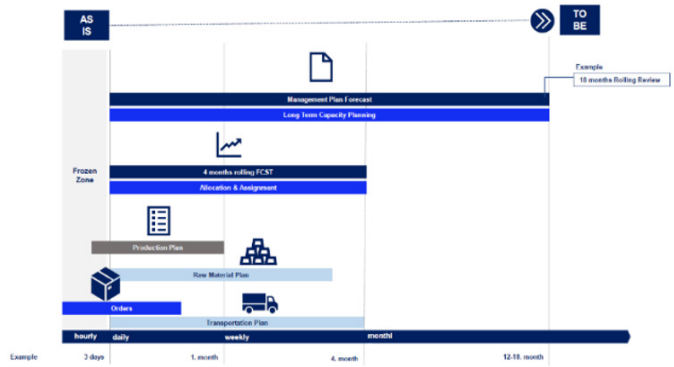 AS
IS
TO
BE
Example
18 months Rolling Review
Management Plan Forecast
Long Term Capacity Planning
Frozen
Zone
4 months rolling FCST
Allocation & Assignment
Production Plan
Raw Material Plan
Orders
Transportation Plan
hourly daily weekly monthl
Example 3 days 1. month 4. month 12-18. month